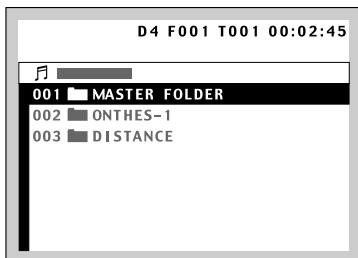 D4 F001 T001 00:02:45
001 MASTER FOLDER
002 ONTHES-1
003 DISTANCE